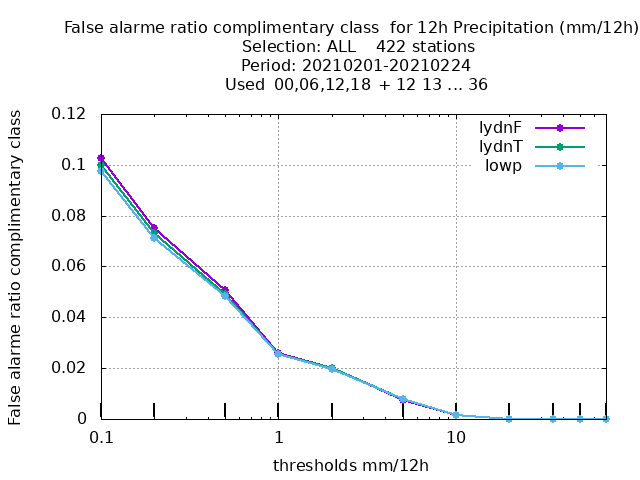 False alarme ratio complimentary class  for 12h Precipitation (mm/12h)
Selection: ALL    422 stations
Period: 20210201-20210224
Used  00,06,12,18  + 12 13 ... 36
False alarme ratio complimentary class
0.12
0.1
0.08
0.06
0.04
0.02
0
lydnF
lydnT
lowp
0.1
1
10
thresholds mm/12h